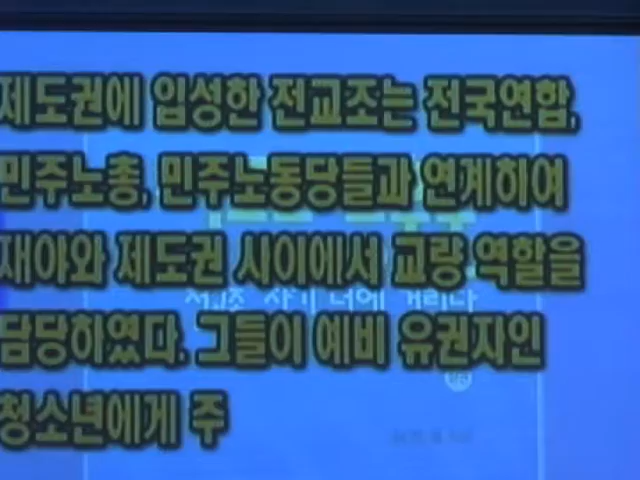 제도권에 입성한 전교조는 전국연합,
민주노총, 민주노동당들과 연계하여
재야와 제도권 사이에서 교량 역할을
담당하였다. 그들이 예비 유권자인
청소년에게 주